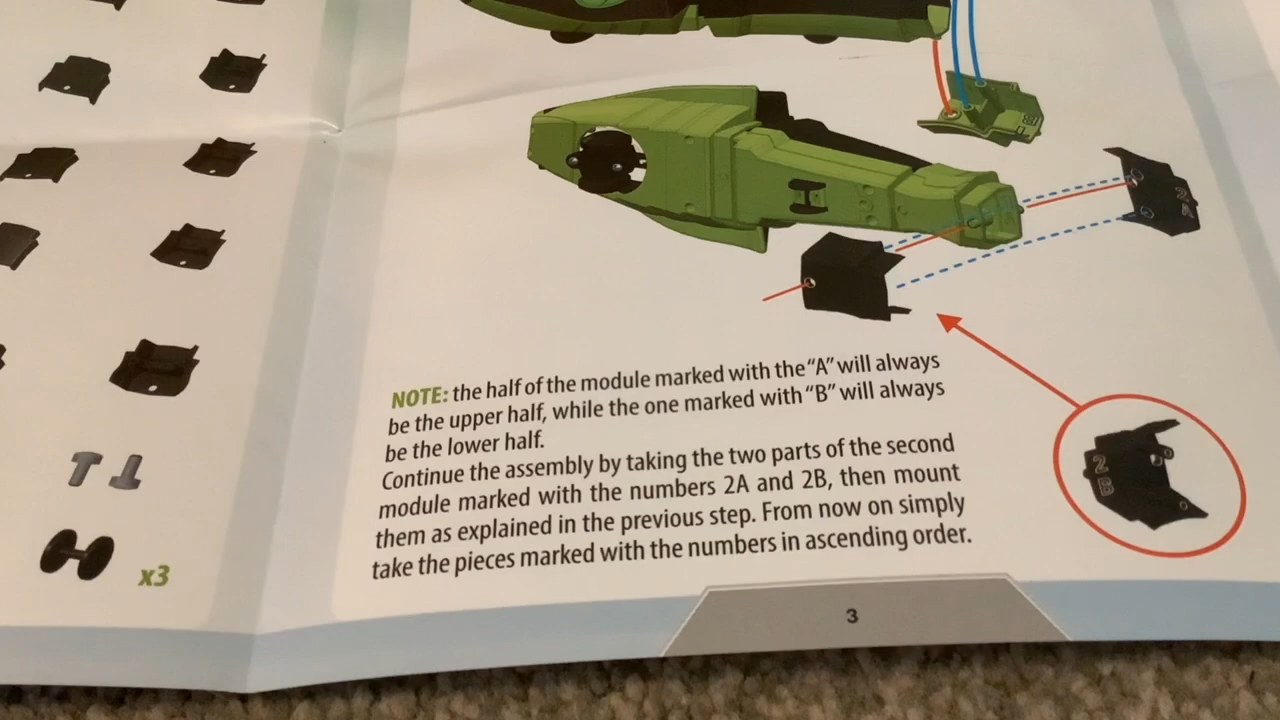 2A
NOTE: the half of the module marked with the “A” will always
be the upper half, while the one marked with “B” will always
be the lower half.
Continue the assembly by taking the two parts of the second
module marked with the numbers 2A and 2B, then mount
them as explained in the previous step. From now on simply
take the pieces marked with the numbers in ascending order.
2B
x3
3